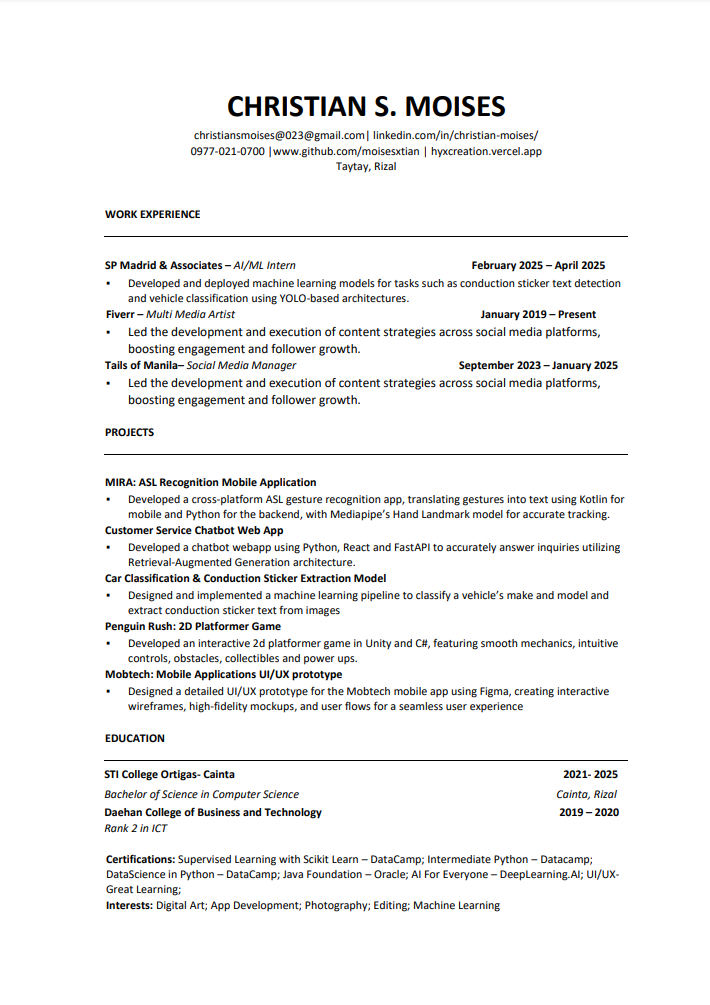 CHRISTIAN S. MOISES
christiansmoises@023@gmail.com| linkedin.com/in/christian-moises/
0977-021-0700 |www.github.com/moisesxtian | hyxcreation.vercel.app
Taytay, Rizal
WORK EXPERIENCE
SP Madrid & Associates – AI/ML Intern February 2025 – April 2025
▪ Developed and deployed machine learning models for tasks such as conduction sticker text detection
and vehicle classification using YOLO-based architectures.
Fiverr – Multi Media Artist January 2019 – Present
▪ Led the development and execution of content strategies across social media platforms,
boosting engagement and follower growth.
Tails of Manila– Social Media Manager September 2023 – January 2025
▪ Led the development and execution of content strategies across social media platforms,
boosting engagement and follower growth.
PROJECTS
MIRA: ASL Recognition Mobile Application
▪ Developed a cross-platform ASL gesture recognition app, translating gestures into text using Kotlin for
mobile and Python for the backend, with Mediapipe’s Hand Landmark model for accurate tracking.
Customer Service Chatbot Web App
▪ Developed a chatbot webapp using Python, React and FastAPI to accurately answer inquiries utilizing
Retrieval-Augmented Generation architecture.
Car Classification & Conduction Sticker Extraction Model
▪ Designed and implemented a machine learning pipeline to classify a vehicle’s make and model and
extract conduction sticker text from images
Penguin Rush: 2D Platformer Game
▪ Developed an interactive 2d platformer game in Unity and C#, featuring smooth mechanics, intuitive
controls, obstacles, collectibles and power ups.
Mobtech: Mobile Applications UI/UX prototype
▪ Designed a detailed UI/UX prototype for the Mobtech mobile app using Figma, creating interactive
wireframes, high-fidelity mockups, and user flows for a seamless user experience
EDUCATION
STI College Ortigas- Cainta 2021- 2025
Bachelor of Science in Computer Science Cainta, Rizal
Daehan College of Business and Technology 2019 – 2020
Rank 2 in ICT
Certifications: Supervised Learning with Scikit Learn – DataCamp; Intermediate Python – Datacamp;
DataScience in Python – DataCamp; Java Foundation – Oracle; AI For Everyone – DeepLearning.AI; UI/UX-
Great Learning;
Interests: Digital Art; App Development; Photography; Editing; Machine Learning